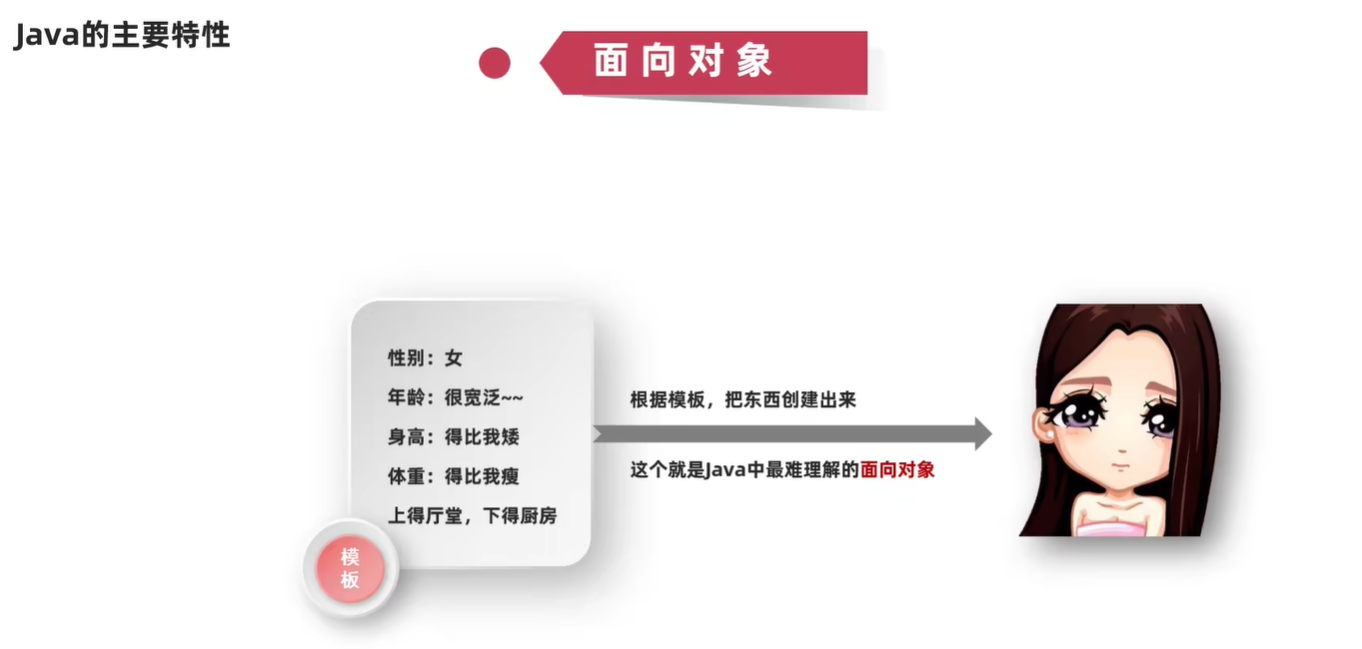 Java的主要特性
面向对象
性别：女
年龄：很宽泛~~
身高：得比我矮
体重：得比我瘦
上得厅堂，下得厨房
模
板
根据模板，把东西创建出来
这个就是Java中最难理解的面向对象